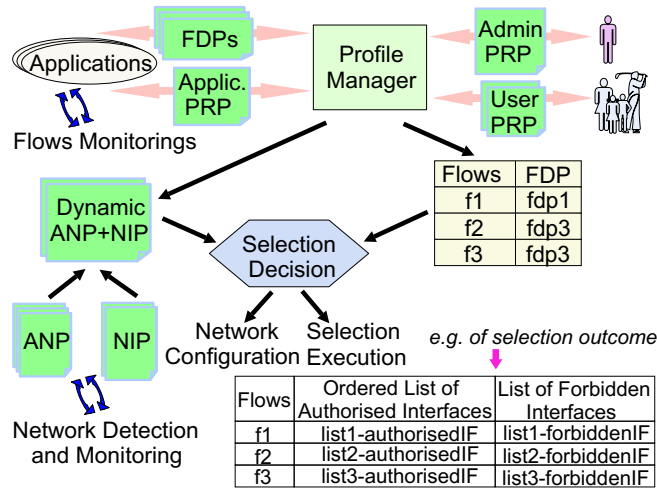 FDPs
Applications
Applic.
PRP
Profile
Manager
Admin
PRP
User
PRP
Flows Monitorings
Dynamic
ANP+NIP
Selection
Decision
Flows FDP
f1 fdp1
f2 fdp3
f3 fdp3
ANP
NIP
Network
Configuration
Selection
Execution
Network Detection
and Monitoring
e.g. of selection outcome
Flows Ordered List of Authorised Interfaces List of Forbidden Interfaces
f1 list1-authorisedIF list1-forbiddenIF
f2 list2-authorisedIF list2-forbiddenIF
f3 list3-authorisedIF list3-forbiddenIF